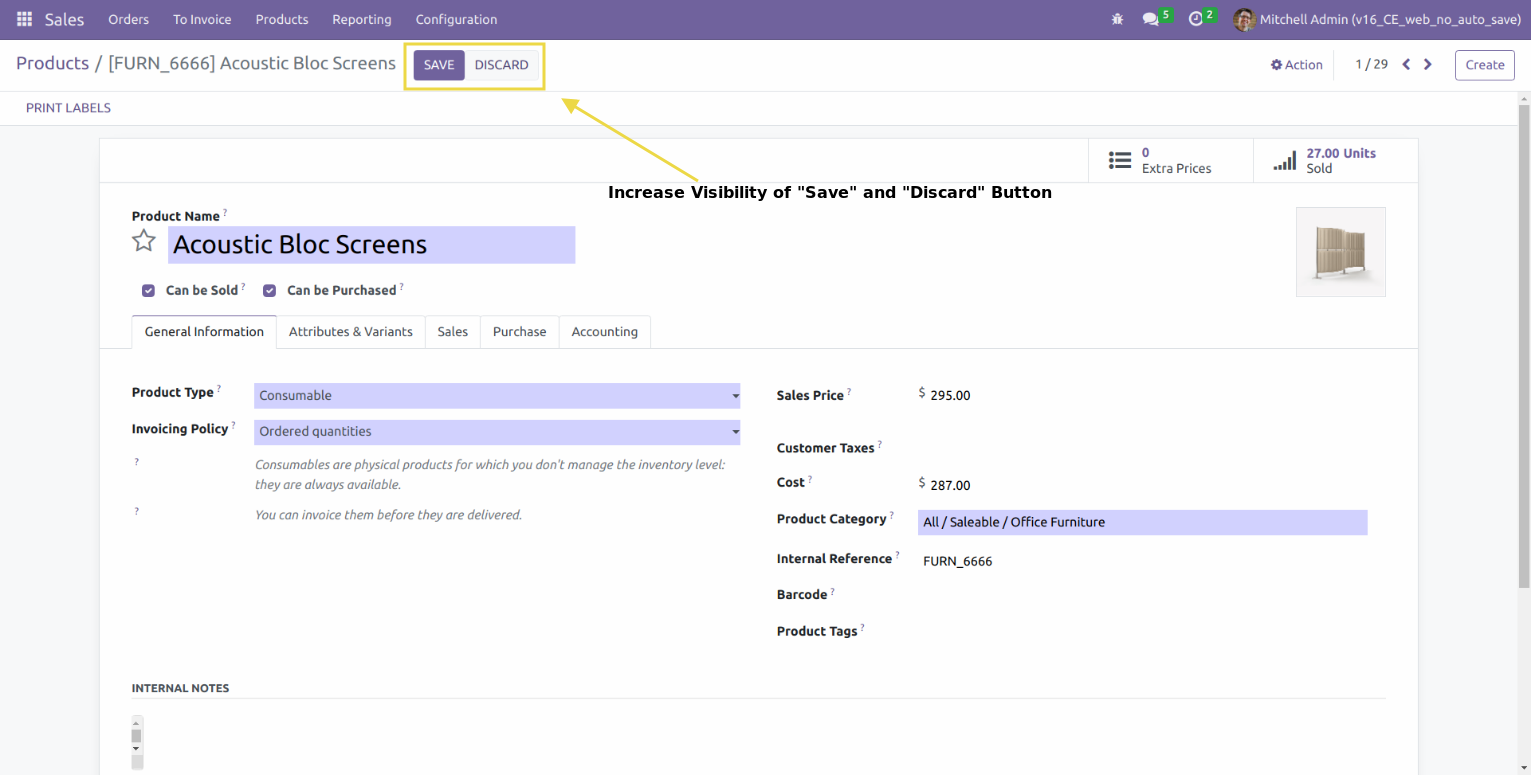 Sales Orders To Invoice Products Reporting Configuration 5 2 Mitchell Admin (v16_CE_web_no_auto_save)
Products / [FURN_6666] Acoustic Bloc Screens SAVE DISCARD Action 1 / 29 Create
PRINT LABELS
0 Extra Prices
27.00 Units Sold
Increase Visibility of "Save" and "Discard" Button
Product Name ?
Acoustic Bloc Screens
Can be Sold ? Can be Purchased ?
General Information Attributes & Variants Sales Purchase Accounting
Product Type ? Consumable
Invoicing Policy ? Ordered quantities
? Consumables are physical products for which you don't manage the inventory level:
they are always available.
? You can invoice them before they are delivered.
Sales Price ? $ 295.00
Customer Taxes ?
Cost ? $ 287.00
Product Category ? All / Saleable / Office Furniture
Internal Reference ? FURN_6666
Barcode ?
Product Tags ?
INTERNAL NOTES